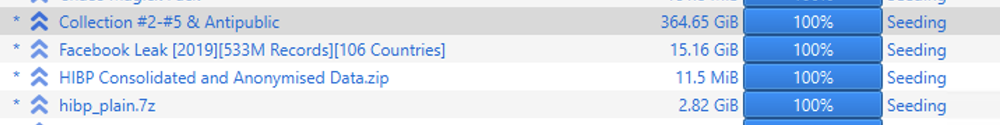 * Collection #2-#5 & Antipublic 364.65 GiB 100% Seeding
* Facebook Leak [2019][533M Records][106 Countries] 15.16 GiB 100% Seeding
* HIBP Consolidated and Anonymised Data.zip 11.5 MiB 100% Seeding
* hibp_plain.7z 2.82 GiB 100% Seeding